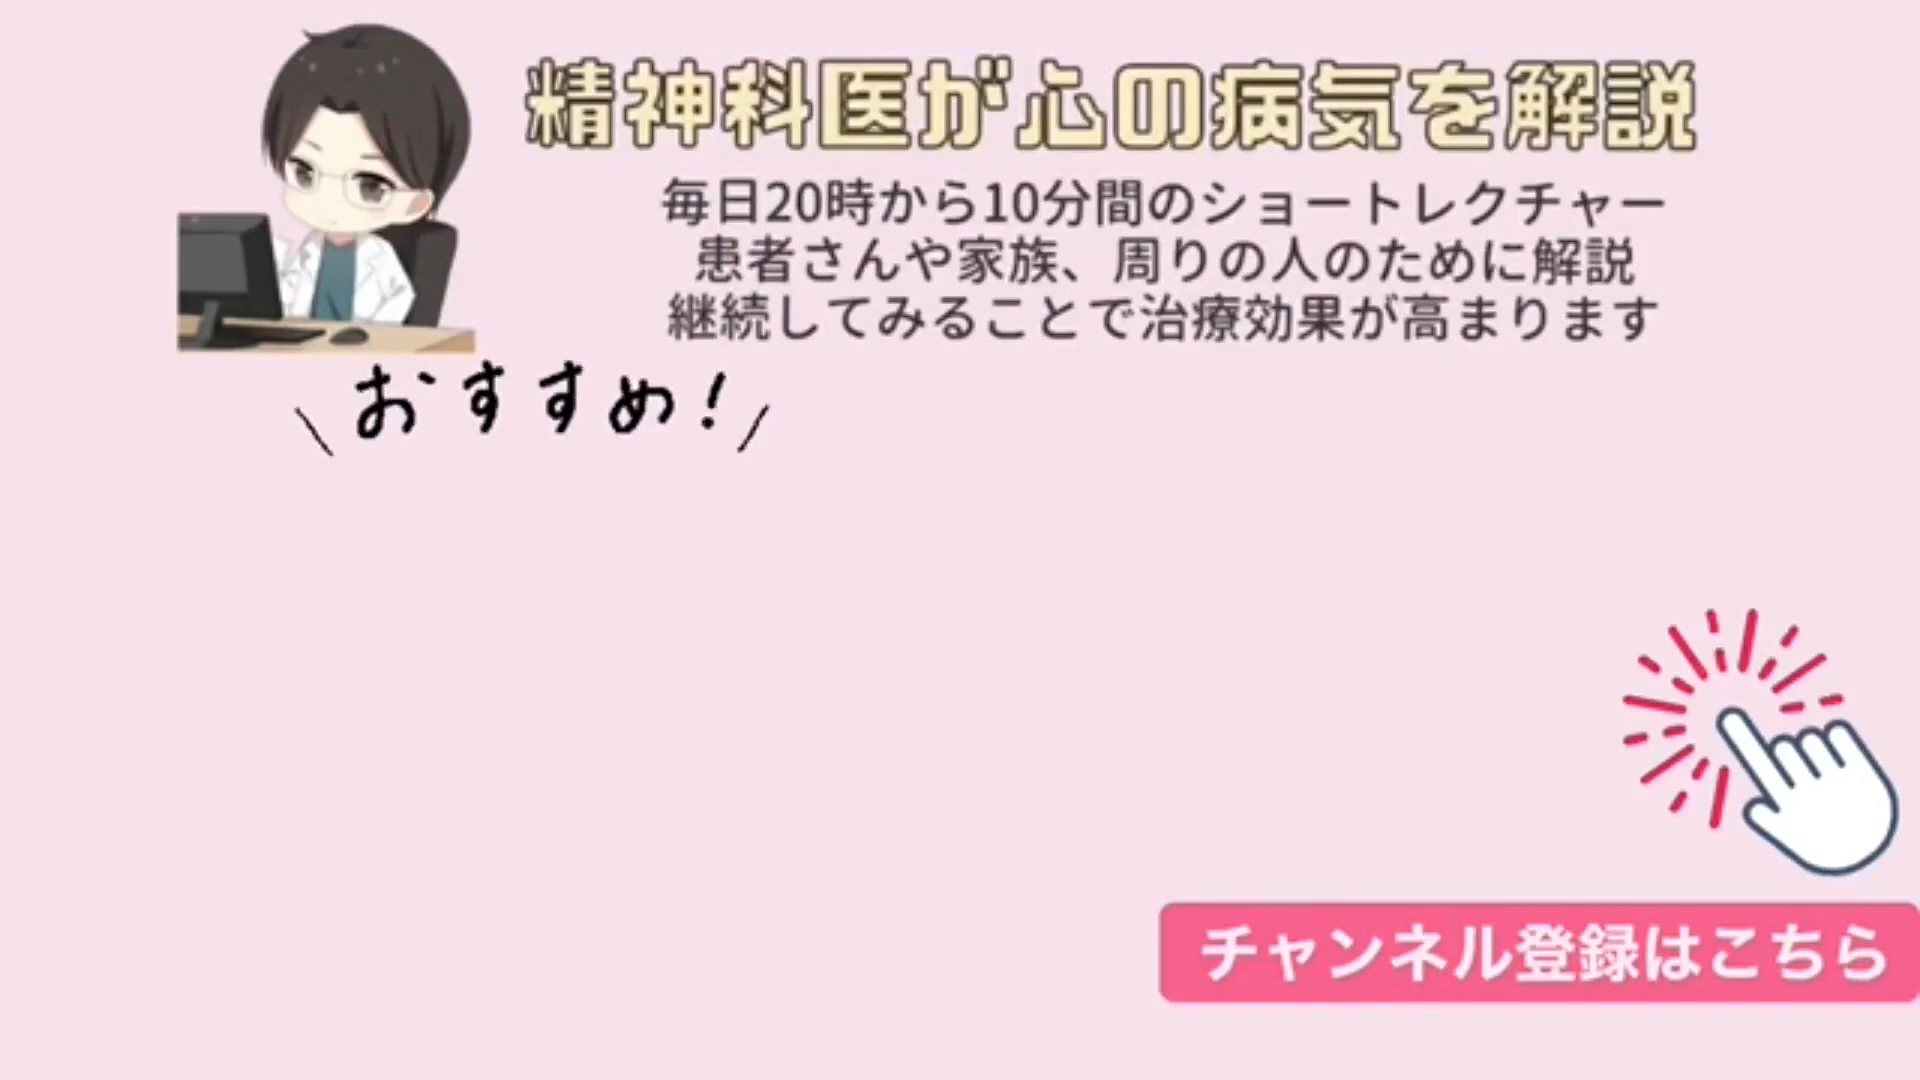 精神科医が心の病気を解説
毎日20時から10分間のショートレクチャー
患者さんや家族、周りの人のために解説
継続してみることで治療効果が高まります
おすすめ!
チャンネル登録はこちら